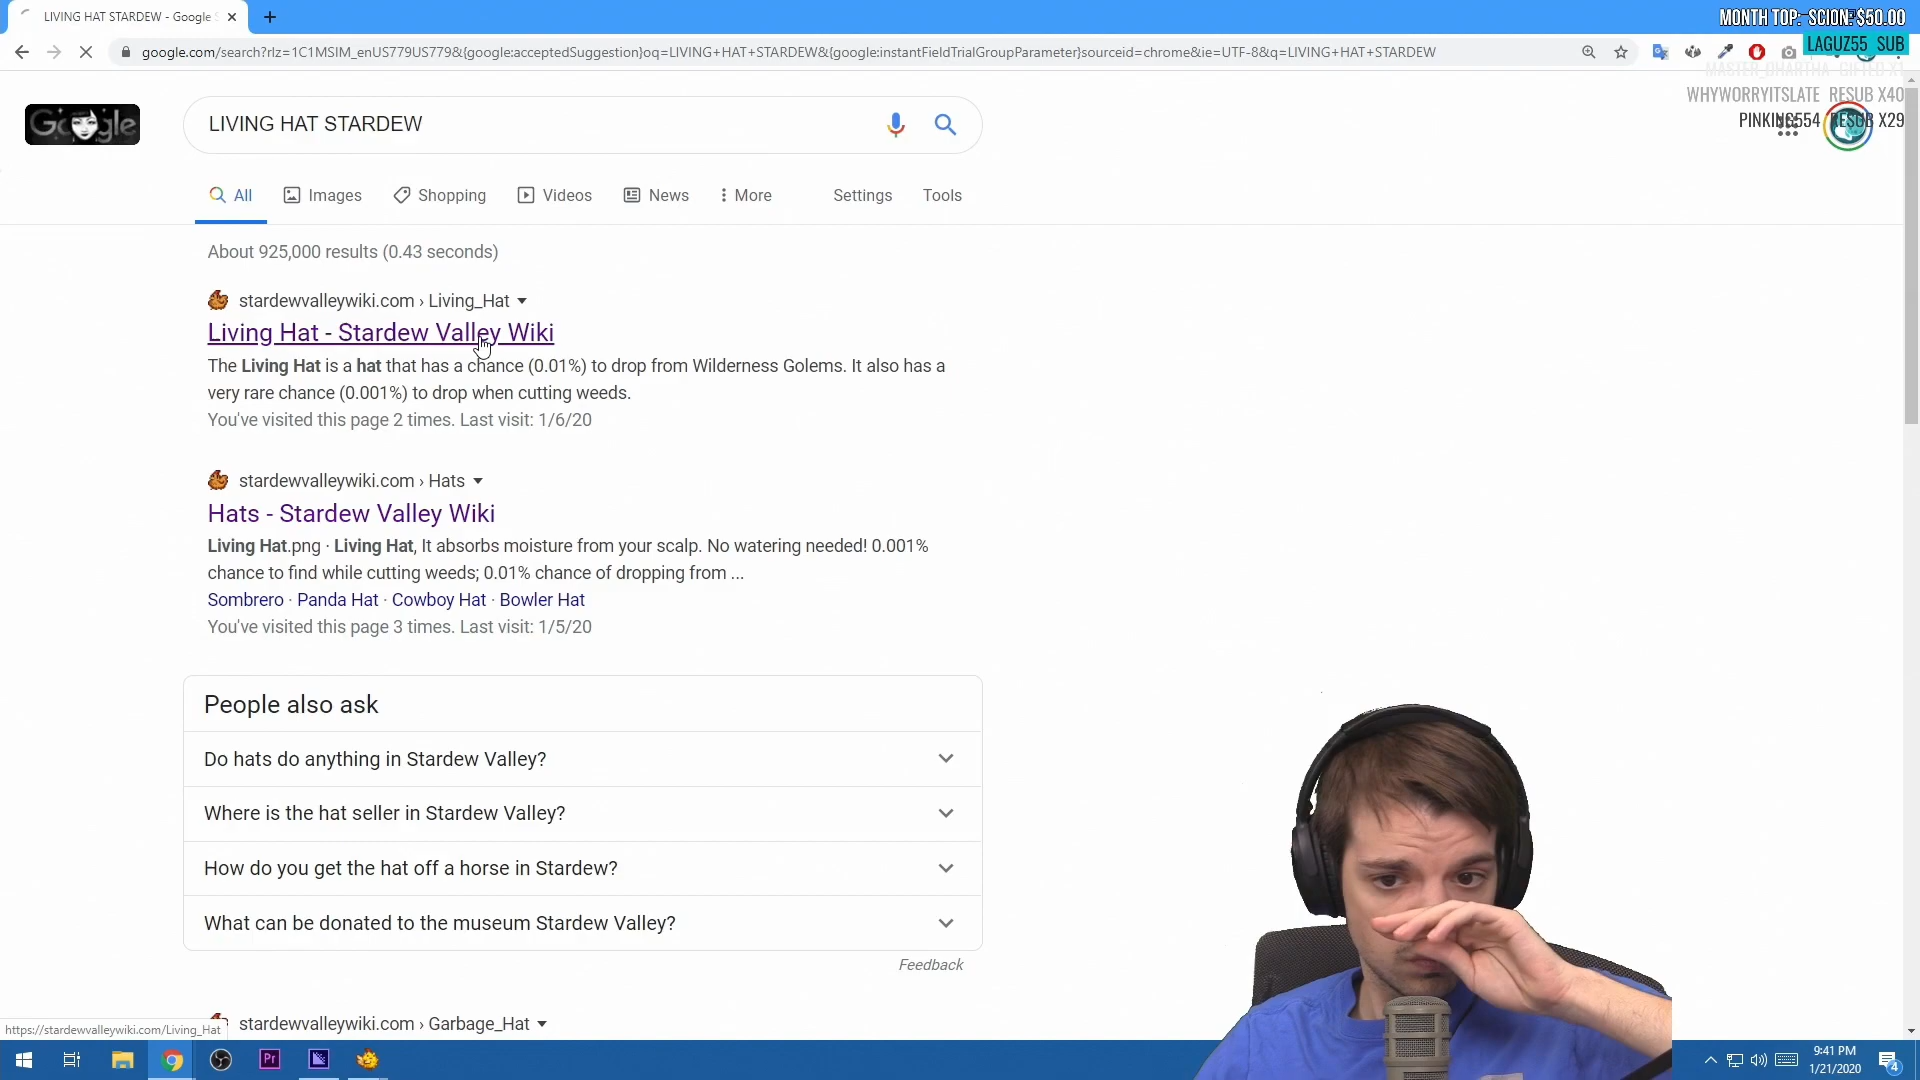 LIVING HAT STARDEW - Google S
MONTH TOP: SCION: $50.00
google.com/search?rlz=1C1MSIM_enUS779US779&{google:acceptedSuggestion}oq=LIVING+HAT+STARDEW&{google:instantFieldTrialGroupParameter}sourceid=chrome&ie=UTF-8&q=LIVING+HAT+STARDEW
LAGUZ55 SUB
MASTER_DHARTHA GIFTED X1
WHYWORRYITSLATE RESUB X40
PINKING554 RESUB X29
Google
LIVING HAT STARDEW
All
Images
Shopping
Videos
News
More
Settings
Tools
About 925,000 results (0.43 seconds)
stardewvalleywiki.com › Living_Hat
Living Hat - Stardew Valley Wiki
The Living Hat is a hat that has a chance (0.01%) to drop from Wilderness Golems. It also has a
very rare chance (0.001%) to drop when cutting weeds.
You've visited this page 2 times. Last visit: 1/6/20
stardewvalleywiki.com › Hats
Hats - Stardew Valley Wiki
Living Hat.png · Living Hat, It absorbs moisture from your scalp. No watering needed! 0.001%
chance to find while cutting weeds; 0.01% chance of dropping from ...
Sombrero · Panda Hat · Cowboy Hat · Bowler Hat
You've visited this page 3 times. Last visit: 1/5/20
People also ask
Do hats do anything in Stardew Valley?
Where is the hat seller in Stardew Valley?
How do you get the hat off a horse in Stardew?
What can be donated to the museum Stardew Valley?
Feedback
stardewvalleywiki.com › Garbage_Hat
https://stardewvalleywiki.com/Living_Hat
Pr
9:41 PM
1/21/2020
4